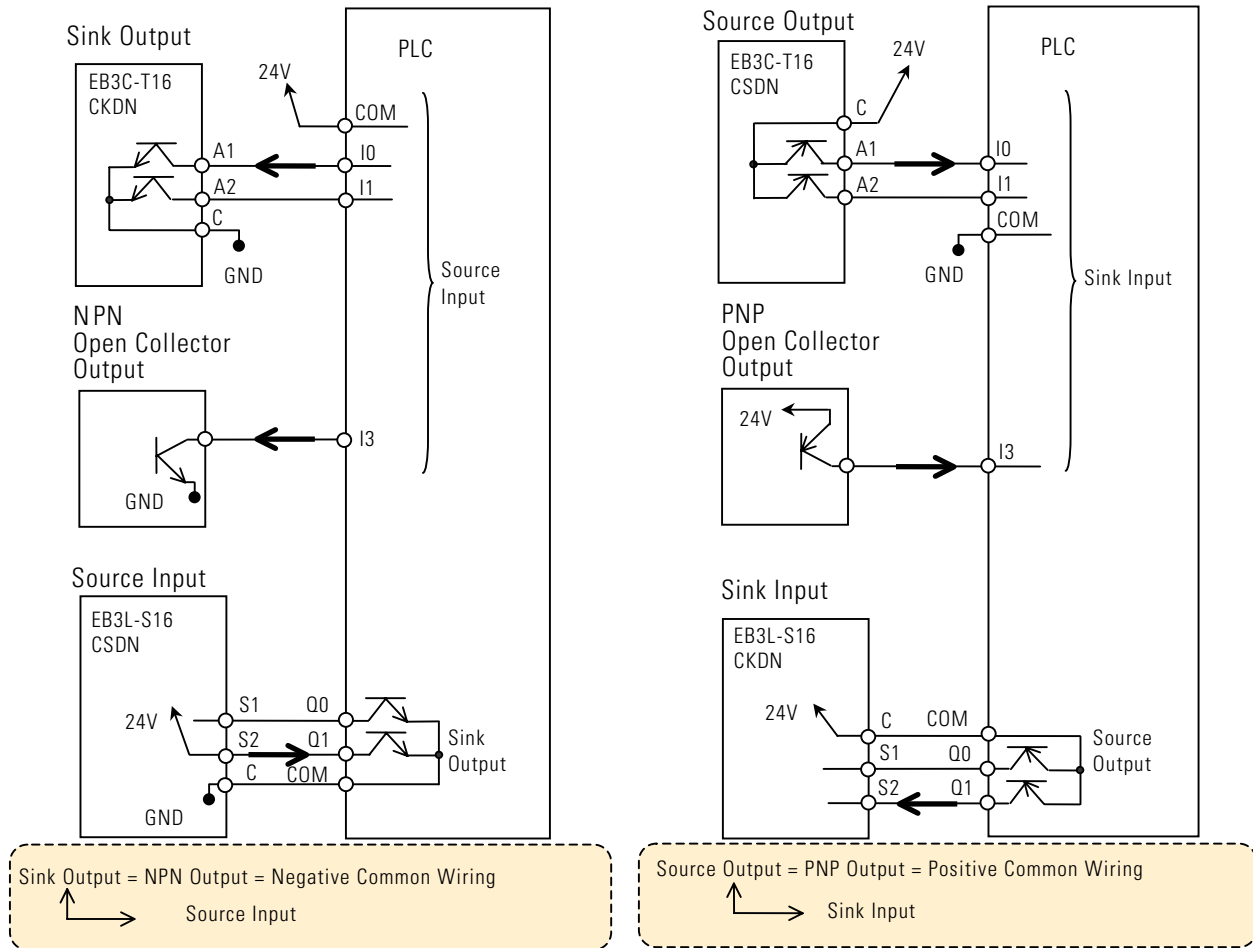 Sink Output
EB3C-T16
CKDN
24V
PLC
COM
A1
I0
A2
I1
C
GND
Source
Input
NPN
Open Collector
Output
I3
GND
Source Input
EB3L-S16
CSDN
24V
S1
Q0
S2
Q1
C
COM
GND
Sink
Output
Sink Output = NPN Output = Negative Common Wiring
Source Input
Source Output
EB3C-T16
CSDN
24V
PLC
C
A1
I0
A2
I1
COM
GND
Sink Input
PNP
Open Collector
Output
24V
I3
Sink Input
EB3L-S16
CKDN
24V
C
COM
S1
Q0
S2
Q1
Source
Output
Source Output = PNP Output = Positive Common Wiring
Sink Input